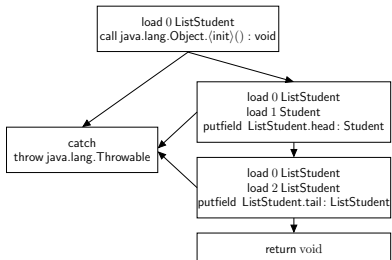 load 0 ListStudent
call java.lang.Object.⟨init⟩() : void
load 0 ListStudent
load 1 Student
putfield ListStudent.head : Student
catch
throw java.lang.Throwable
load 0 ListStudent
load 2 ListStudent
putfield ListStudent.tail : ListStudent
return void